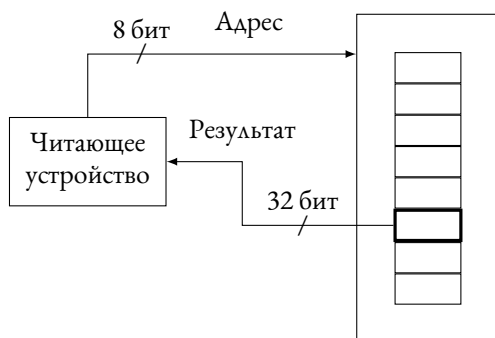 8 бит
Адрес
Читающее
устройство
Результат
32 бит